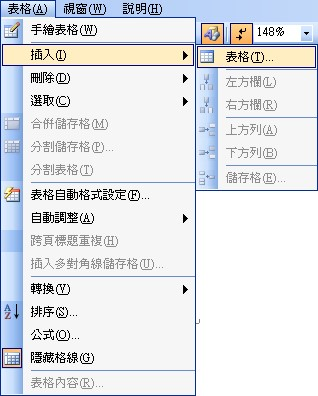 表格(A) 視窗(W) 說明(H)
148%
手繪表格(W)
插入(I)
刪除(D)
選取(C)
合併儲存格(M)
分割儲存格(P)...
分割表格(T)
表格自動格式設定(F)...
自動調整(A)
跨頁標題重複(H)
插入多對角線儲存格(U)...
轉換(V)
排序(S)...
公式(O)...
隱藏格線(G)
表格內容(R)...
表格(T)...
左方欄(L)
右方欄(R)
上方列(A)
下方列(B)
儲存格(E)...